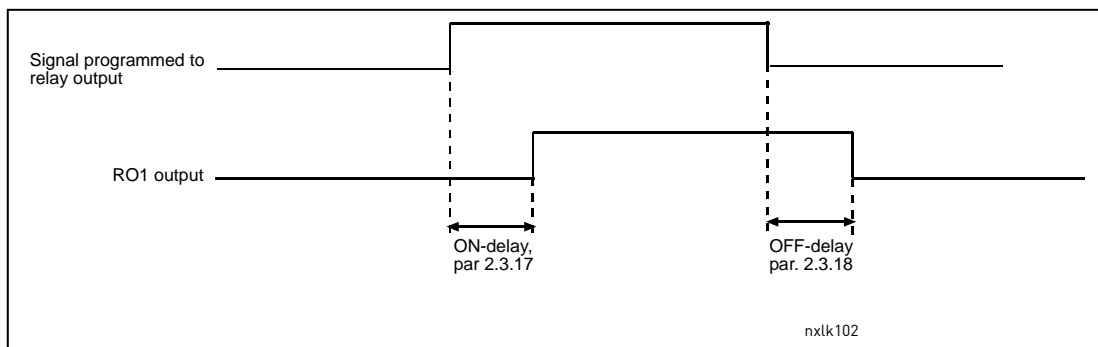 Signal programmed to
relay output
RO1 output
ON-delay,
par 2.3.17
OFF-delay
par. 2.3.18
nxlk102